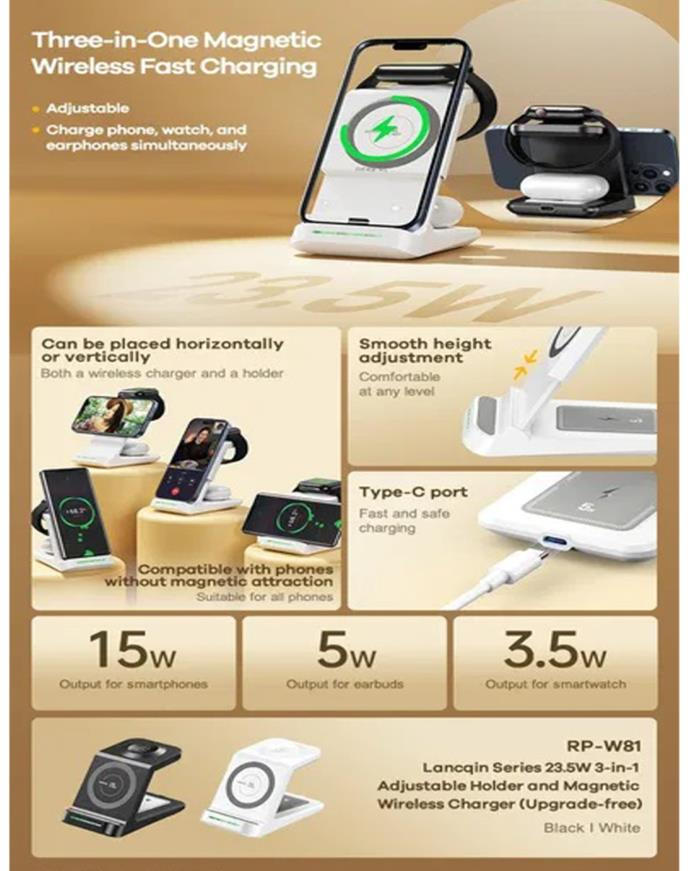 Three-in-One Magnetic
Wireless Fast Charging
Adjustable
Charge phone, watch, and
earphones simultaneously
23.5W
Can be placed horizontally
or vertically
Both a wireless charger and a holder
Compatible with phones
without magnetic attraction
Suitable for all phones
Smooth height
adjustment
Comfortable
at any level
Type-C port
Fast and safe
charging
15w
Output for smartphones
5w
Output for earbuds
3.5w
Output for smartwatch
RP-W81
Lancqin Series 23.5W 3-in-1
Adjustable Holder and Magnetic
Wireless Charger (Upgrade-free)
Black I White